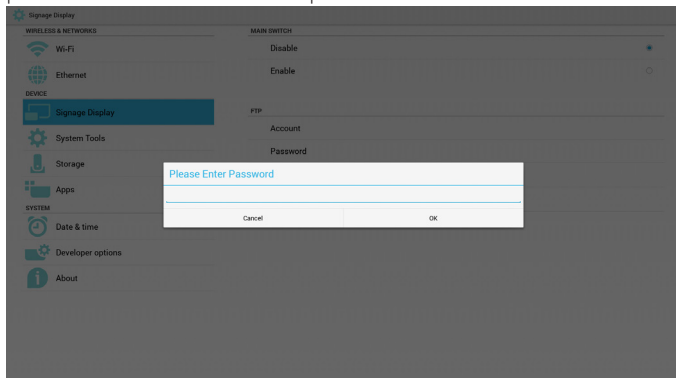 Signage Display
WIRELESS & NETWORKS
Wi-Fi
Ethernet
DEVICE
Signage Display
System Tools
Storage
Apps
SYSTEM
Date & time
Developer options
About
MAIN SWITCH
Disable
Enable
FTP
Account
Password
Please Enter Password
Cancel
OK